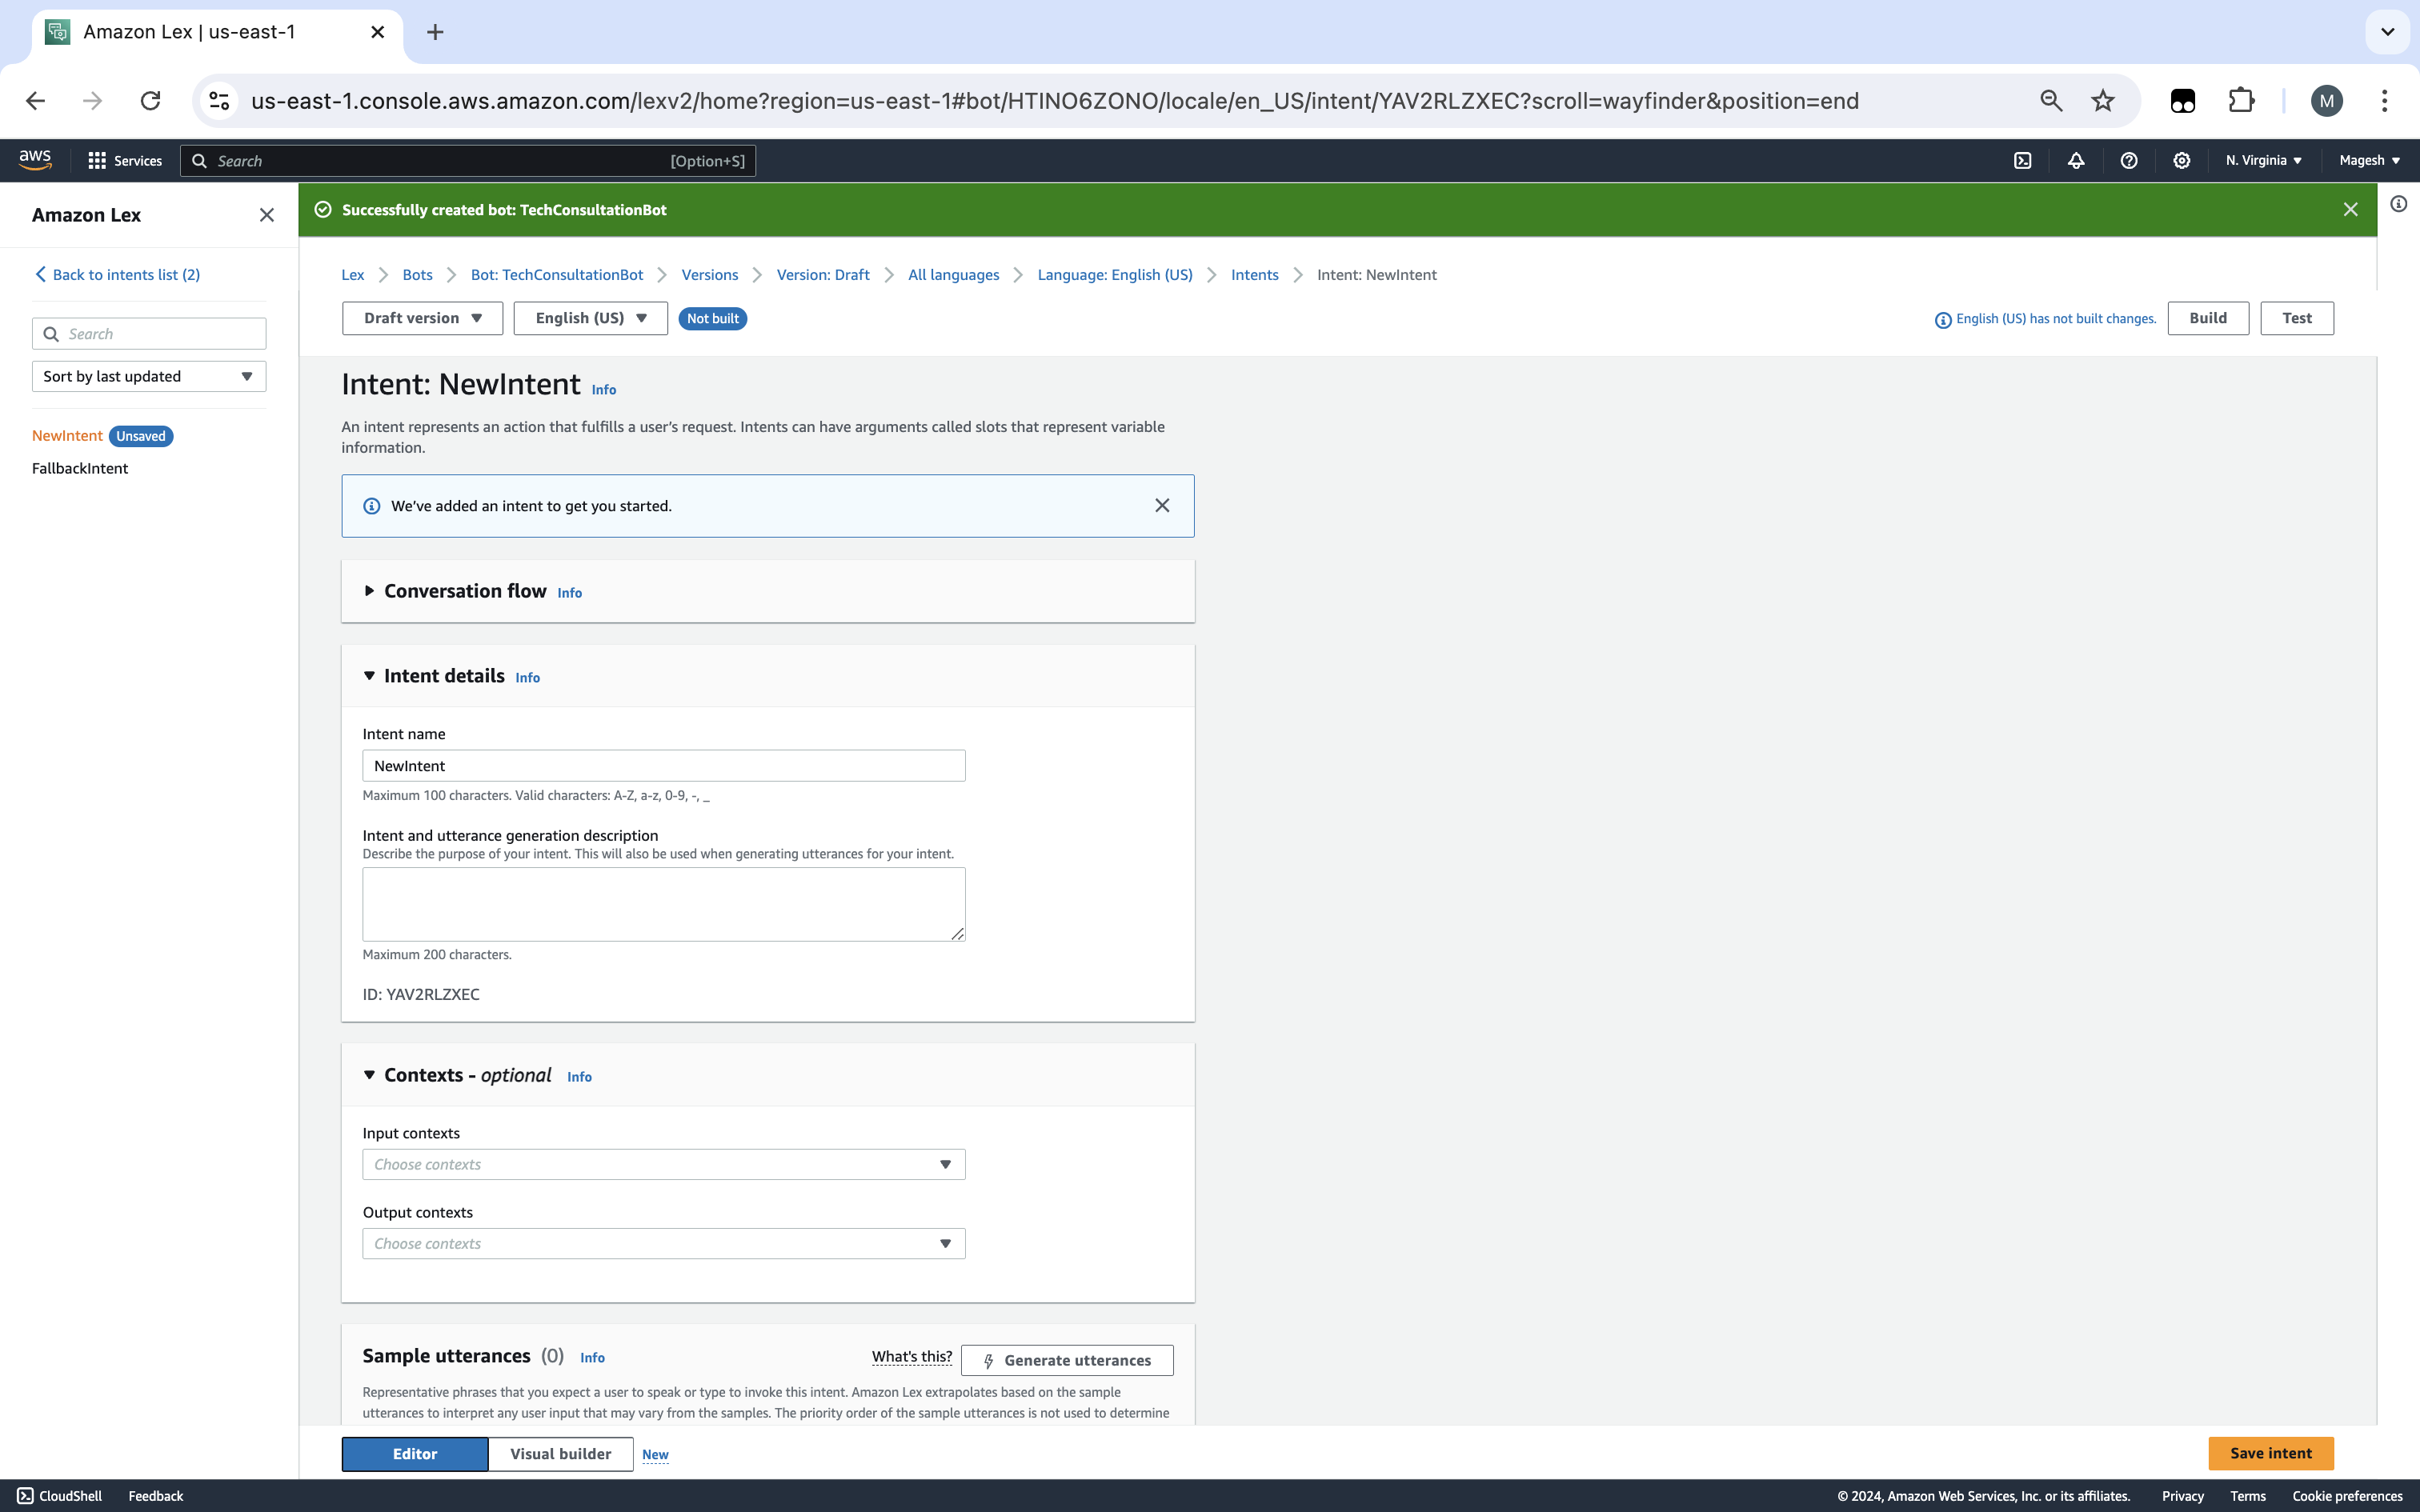 Amazon Lex | us-east-1
us-east-1.console.aws.amazon.com/lexv2/home?region=us-east-1#bot/HTINO6ZONO/locale/en_US/intent/YAV2RLZXEC?scroll=wayfinder&position=end
M
aws
Services
Search
[Option+S]
N. Virginia
Magesh
Amazon Lex
Back to intents list (2)
Search
Sort by last updated
NewIntent Unsaved
FallbackIntent
Successfully created bot: TechConsultationBot
Lex > Bots > Bot: TechConsultationBot > Versions > Version: Draft > All languages > Language: English (US) > Intents > Intent: NewIntent
Draft version
English (US)
Not built
English (US) has not built changes.
Build
Test
Intent: NewIntent Info
An intent represents an action that fulfills a user's request. Intents can have arguments called slots that represent variable
information.
We've added an intent to get you started.
Conversation flow Info
Intent details Info
Intent name
NewIntent
Maximum 100 characters. Valid characters: A-Z, a-z, 0-9, -, _
Intent and utterance generation description
Describe the purpose of your intent. This will also be used when generating utterances for your intent.
Maximum 200 characters.
ID: YAV2RLZXEC
Contexts - optional Info
Input contexts
Choose contexts
Output contexts
Choose contexts
Sample utterances (0) Info
What's this?
Generate utterances
Representative phrases that you expect a user to speak or type to invoke this intent. Amazon Lex extrapolates based on the sample
utterances to interpret any user input that may vary from the samples. The priority order of the sample utterances is not used to determine
Editor
Visual builder
New
Save intent
CloudShell
Feedback
© 2024, Amazon Web Services, Inc. or its affiliates.
Privacy
Terms
Cookie preferences